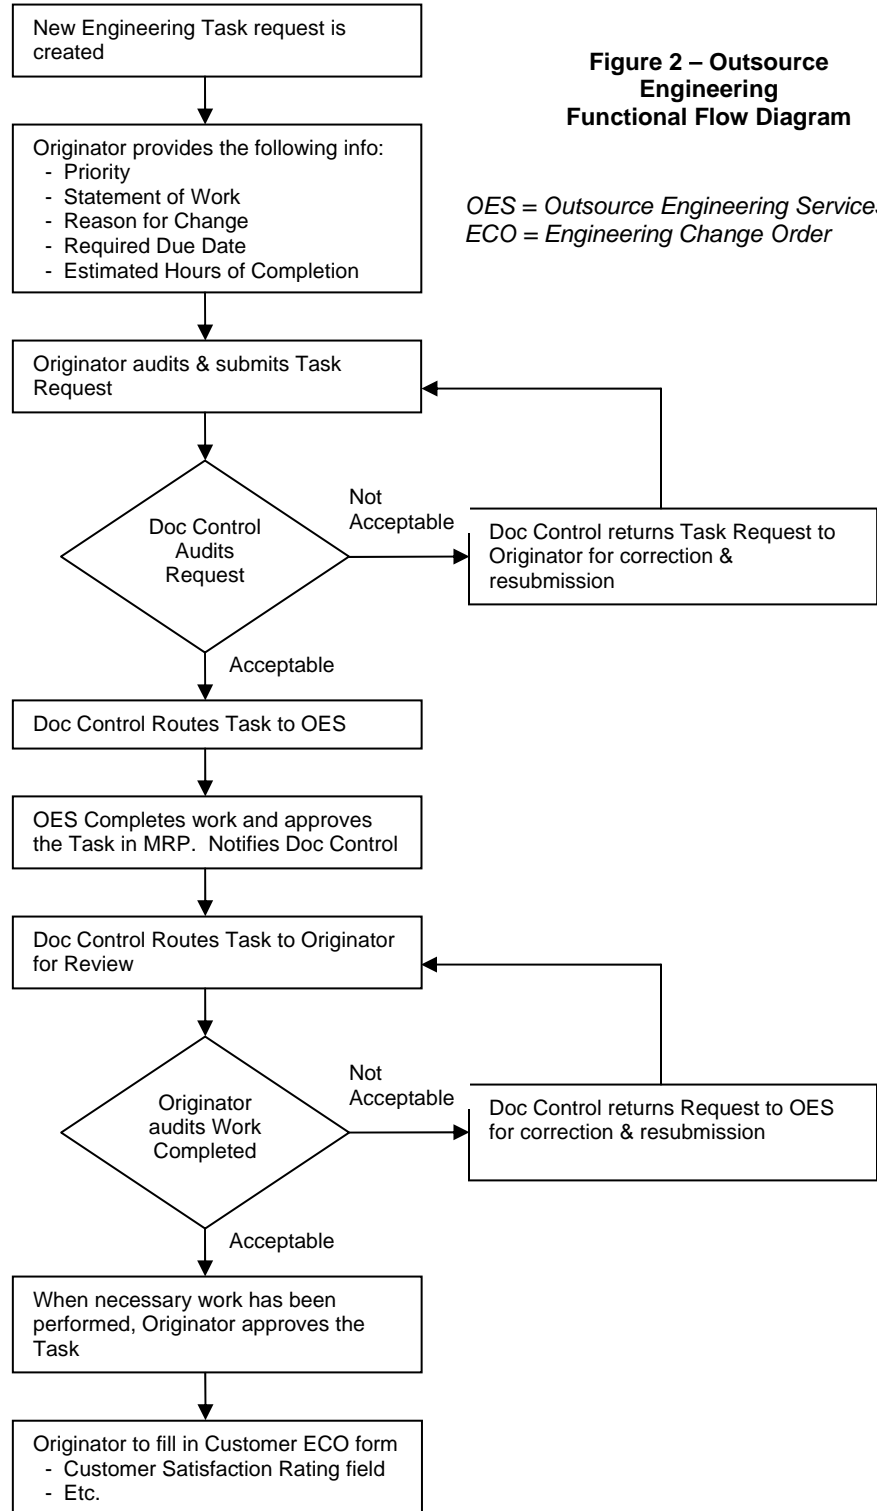 New Engineering Task request is
created
Figure 2 – Outsource
Engineering
Functional Flow Diagram
Originator provides the following info:
- Priority
- Statement of Work
- Reason for Change
- Required Due Date
- Estimated Hours of Completion
OES = Outsource Engineering Services
ECO = Engineering Change Order
Originator audits & submits Task
Request
Doc Control
Audits
Request
Not
Acceptable
Doc Control returns Task Request to
Originator for correction &
resubmission
Acceptable
Doc Control Routes Task to OES
OES Completes work and approves
the Task in MRP.  Notifies Doc Control
Doc Control Routes Task to Originator
for Review
Originator
audits Work
Completed
Not
Acceptable
Doc Control returns Request to OES
for correction & resubmission
Acceptable
When necessary work has been
performed, Originator approves the
Task
Originator to fill in Customer ECO form
- Customer Satisfaction Rating field
- Etc.